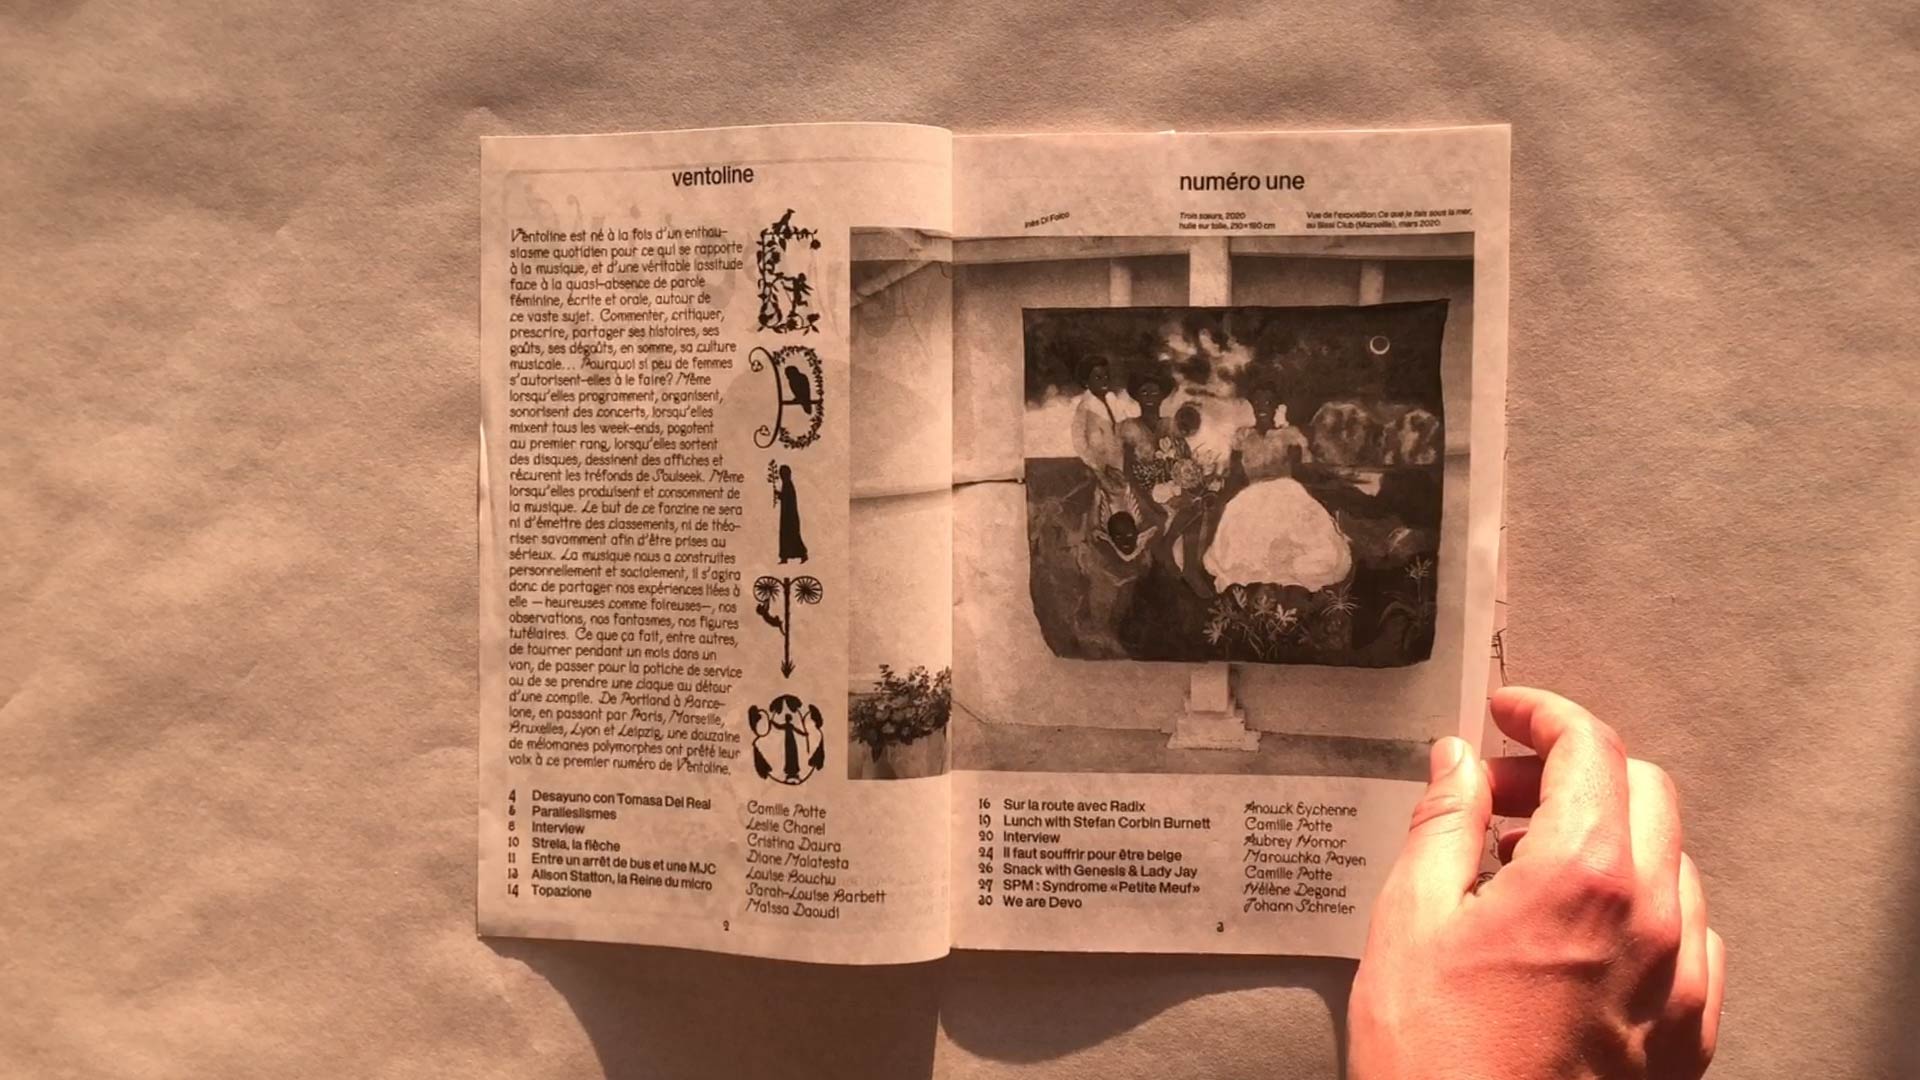 ventoline
Ventoline est né à la fois d'un enthou-
siasme quotidien pour ce qui se rapporte
à la musique, et d'une véritable lassitude
face à la quasi-absence de parole
féminine, écrite et orale, autour de
ce vaste sujet. Commenter, critiquer,
prescrire, partager ses histoires, ses
goûts, ses dégoûts, en somme, sa culture
musicale... Pourquoi si peu de femmes
s'autorisent-elles à le faire? Même
lorsqu'elles programment, organisent,
sonorisent des concerts, lorsqu'elles
mixent tous les week-ends, pogotent
au premier rang, lorsqu'elles sortent
des disques, dessinent des affiches et
récurent les tréfonds de Soulseek. Même
lorsqu'elles produisent et consomment de
la musique. Le but de ce fanzine ne sera
ni d'émettre des classements, ni de théo-
riser savamment afin d'être prises au
sérieux. La musique nous a construites
personnellement et socialement, il s'agira
donc de partager nos expériences liées à
elle — heureuses comme foireuses—, nos
observations, nos fantasmes, nos figures
tutélaires. Ce que ça fait, entre autres,
de tourner pendant un mois dans un
van, de passer pour la potiche de service
ou de se prendre une claque au détour
d'une compile. De Portland à Barce-
lone, en passant par Paris, Marseille,
Bruxelles, Lyon et Leipzig, une douzaine
de mélomanes polymorphes ont prêté leur
voix à ce premier numéro de Ventoline.
E
D
I
T
O
4 Desayuno con Tomasa Del Real Camille Potte
6 Paralleslismes Leslie Chanel
8 Interview Cristina Daura
10 Strela, la flèche Diane Malatesta
11 Entre un arrêt de bus et une MJC Louise Bouchu
13 Alison Statton, la Reine du micro Sarah-Louise Barbett
14 Topazione Maïssa Daoudi
2
numéro une
Inès Di Folco
Trois sœurs, 2020
huile sur toile, 210×190 cm
Vue de l'exposition Ce que je fais sous la mer,
au Bissi Club (Marseille), mars 2020
16 Sur la route avec Radix Anouck Eychenne
19 Lunch with Stefan Corbin Burnett Camille Potte
20 Interview Aubrey Hornor
24 Il faut souffrir pour être belge Marouchka Payen
26 Snack with Genesis & Lady Jay Camille Potte
27 SPM : Syndrome «Petite Meuf» Hélène Degand
30 We are Devo Johann Schreier
3